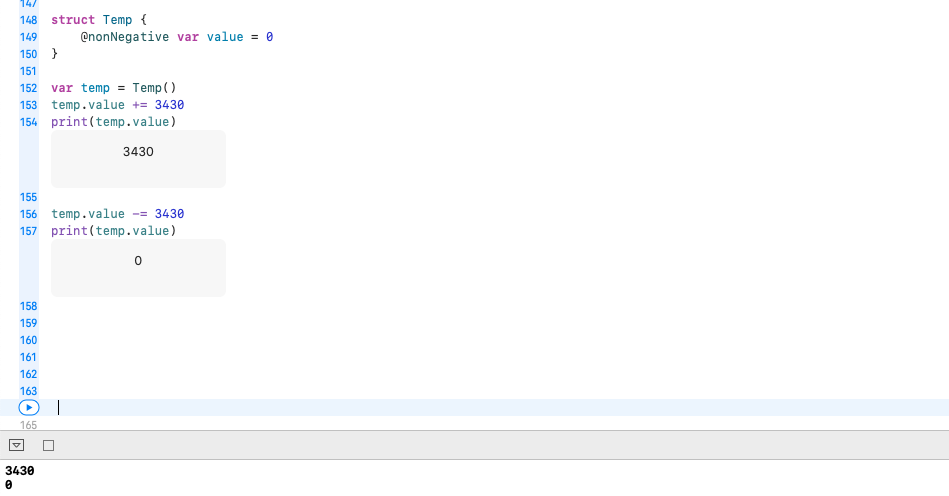 147
148 struct Temp {
149     @nonNegative var value = 0
150 }
151
152 var temp = Temp()
153 temp.value += 3430
154 print(temp.value)
3430
155
156 temp.value -= 3430
157 print(temp.value)
0
158
159
160
161
162
163
165
3430
0